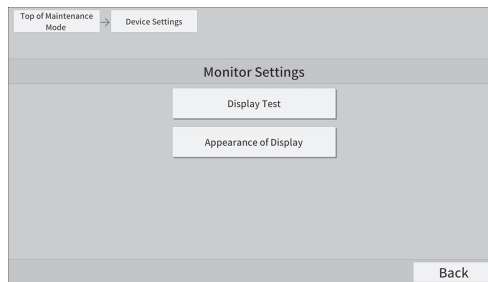 Top of Maintenance
Mode
→
Device Settings
Monitor Settings
Display Test
Appearance of Display
Back